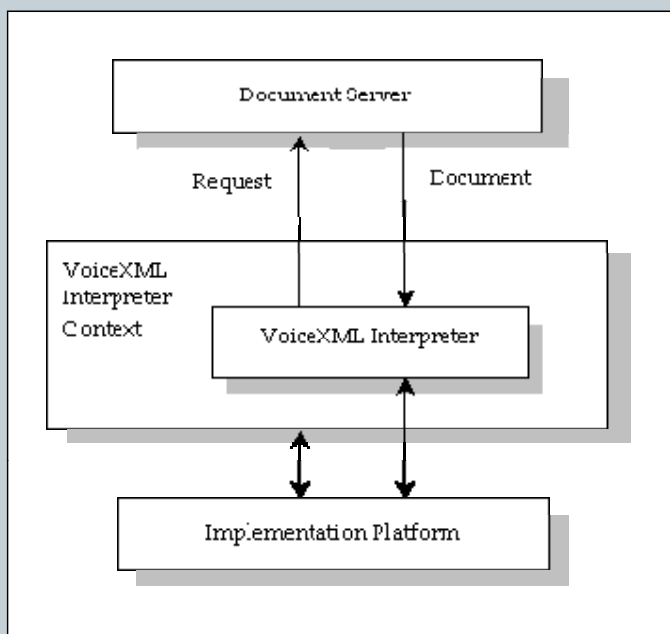 Document Server
Request
Document
VoiceXML
Interpreter
Context
VoiceXML Interpreter
Implementation Platform